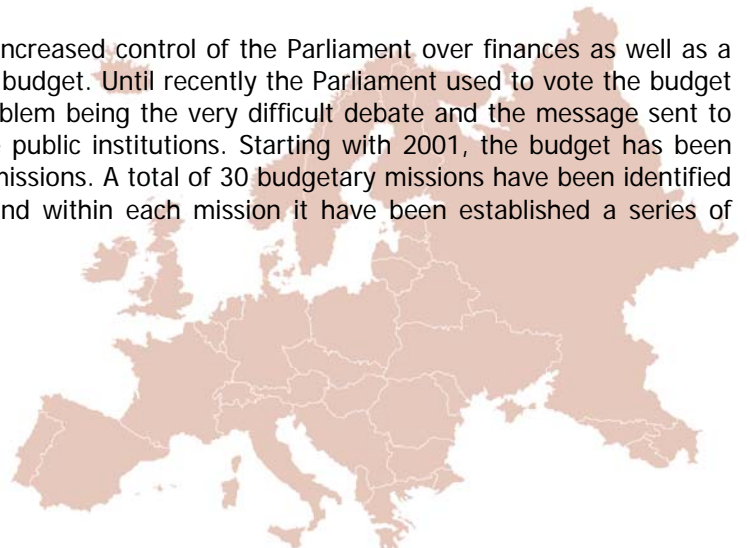 increased control of the Parliament over finances as well as a
budget. Until recently the Parliament used to vote the budget
blem being the very difficult debate and the message sent to
public institutions. Starting with 2001, the budget has been
missions. A total of 30 budgetary missions have been identified
nd within each mission it have been established a series of